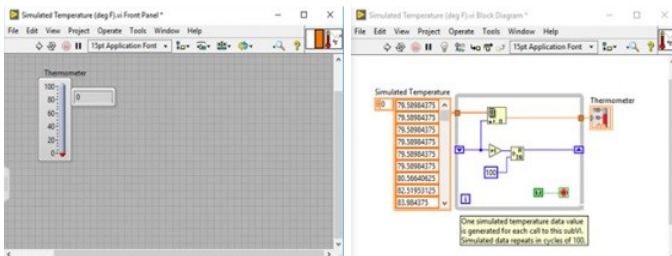 Simulated Temperature (deg F).vi Front Panel *
File Edit View Project Operate Tools Window Help
15pt Application Font
Thermometer
100
80
60
40
20
0
0
Simulated Temperature (deg F).vi Block Diagram *
File Edit View Project Operate Tools Window Help
15pt Application Font
Simulated Temperature
0
79.58984375
79.58984375
79.58984375
79.58984375
79.58984375
79.58984375
80.56640625
82.51953125
83.984375
Thermometer
100
i
One simulated temperature data value
is generated for each call to this subVI.
Simulated data repeats in cycles of 100.